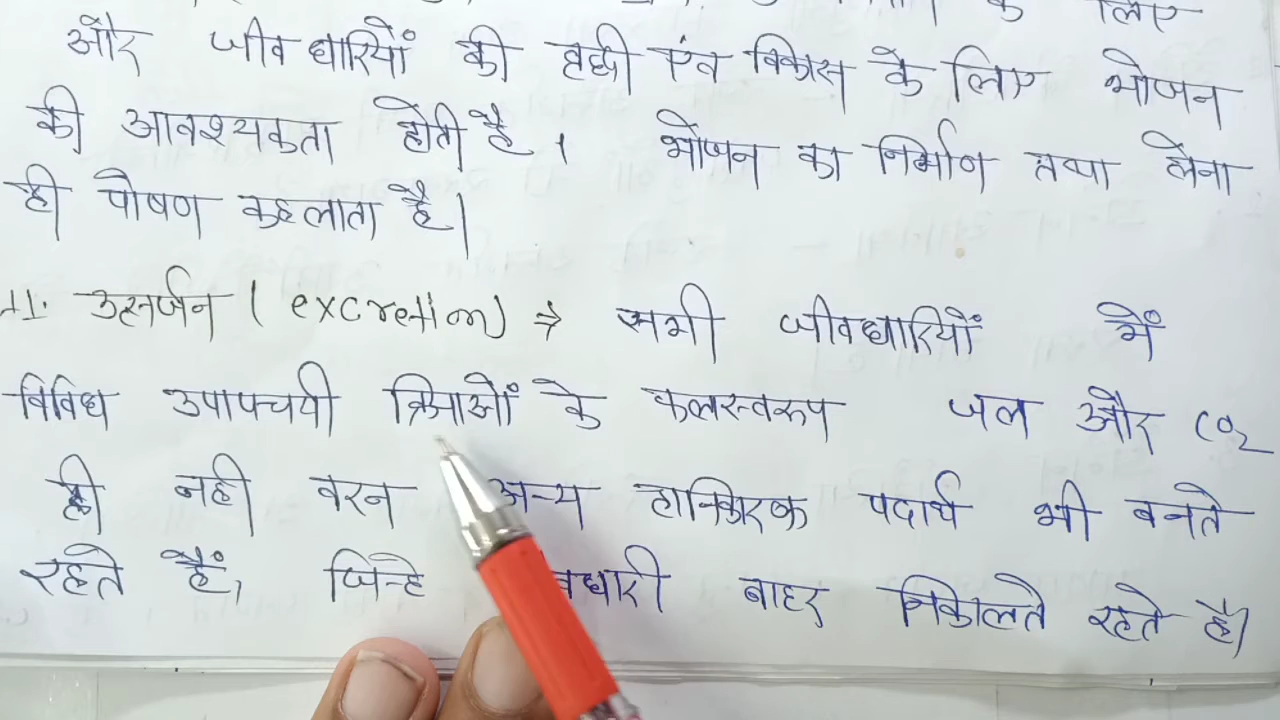 के लिए
और जीवधारियों की वृद्धी एंव विकास के लिए भोजन
की आवश्यकता होती है, भोजन का निर्माण तथा लेना
ही पोषण कहलाता है।
11. उत्सर्जन (excretion) ⇒ सभी जीवधारियों में
विविध उपापचयी क्रियाओं के फलस्वरूप जल और CO2
ही नही वरन अन्य हानिकारक पदार्थ भी बनते
रहते हैं, जिन्हे बाहर निकालते रहते है।